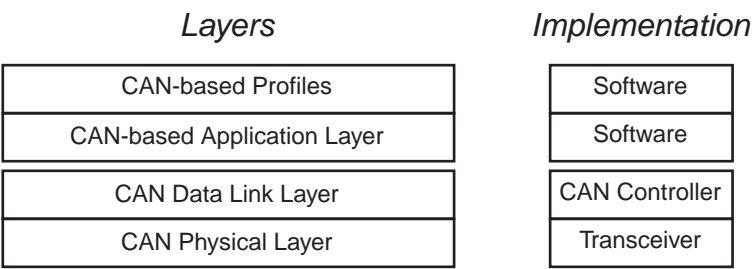 Layers Implementation
CAN-based Profiles Software
CAN-based Application Layer Software
CAN Data Link Layer CAN Controller
CAN Physical Layer Transceiver